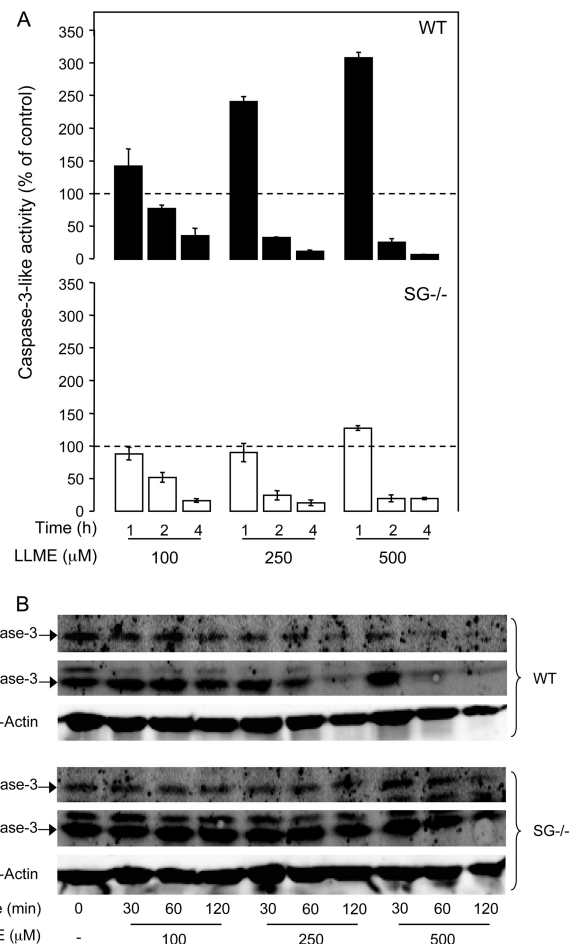 A
WT
Caspase-3-like activity (% of control)
350
300
250
200
150
100
50
0
SG-/-
350
300
250
200
150
100
50
0
Time (h) 1 2 4 1 2 4 1 2 4
LLME (μM) 100 250 500
B
ase-3
ase-3
WT
-Actin
ase-3
ase-3
SG-/-
-Actin
e (min) 0 30 60 120 30 60 120 30 60 120
E (μM) - 100 250 500